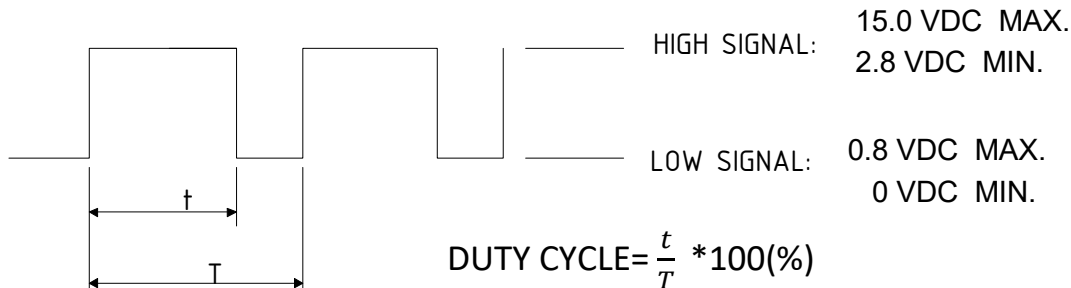 HIGH SIGNAL: 15.0 VDC MAX.
2.8 VDC MIN.
LOW SIGNAL: 0.8 VDC MAX.
0 VDC MIN.
t
T
DUTY CYCLE= t/T *100(%)